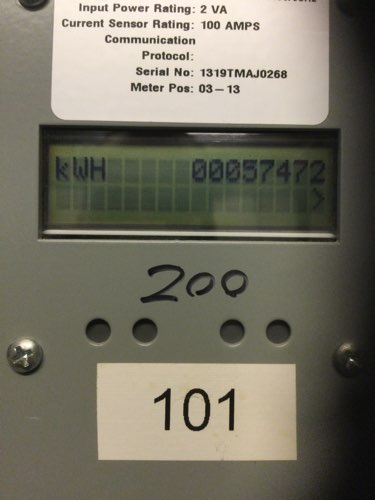 Input Power Rating: 2 VA
Current Sensor Rating: 100 AMPS
Communication
Protocol:
Serial No: 1319TMAJ0268
Meter Pos: 03-13
kWH 00057472
>
200
101